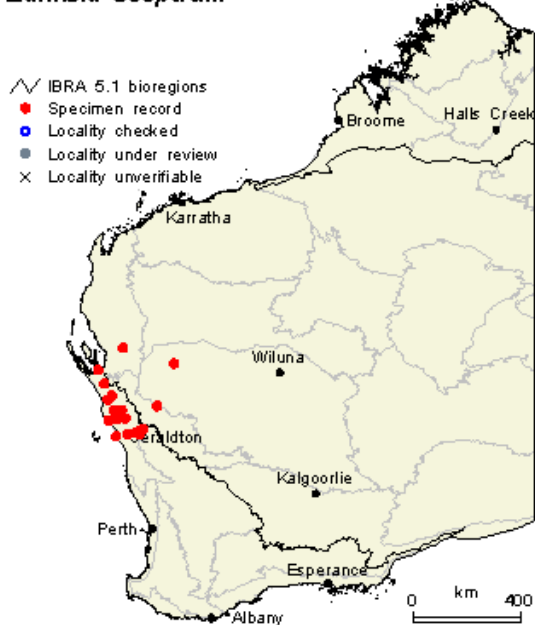 IBRA 5.1 bioregions
Specimen record
Locality checked
Locality under review
Locality unverifiable
Broome
Halls Creek
Karratha
Wiluna
Geraldton
Kalgoorlie
Perth
Esperance
Albany
km
0 400